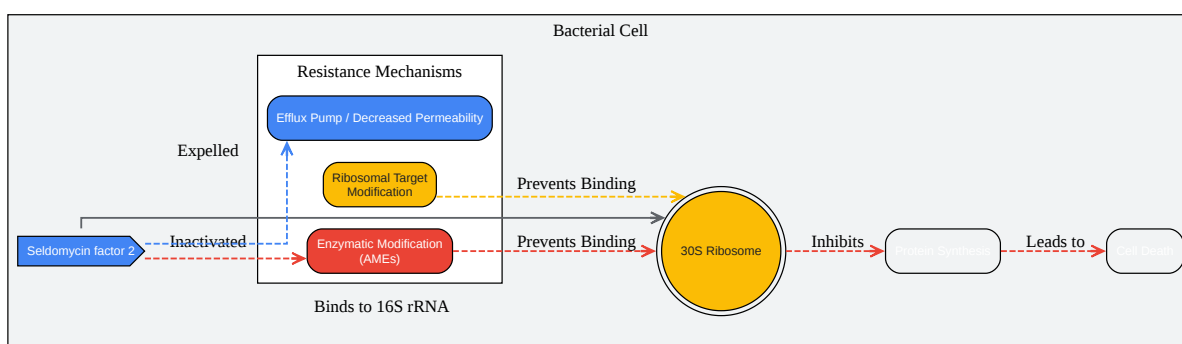 Bacterial Cell
Resistance Mechanisms
Efflux Pump / Decreased Permeability
Expelled
Ribosomal Target
Modification
Prevents Binding
Seldomycin factor 2
Inactivated
Enzymatic Modification
(AMEs)
Prevents Binding
30S Ribosome
Inhibits
Protein Synthesis
Leads to
Cell Death
Binds to 16S rRNA